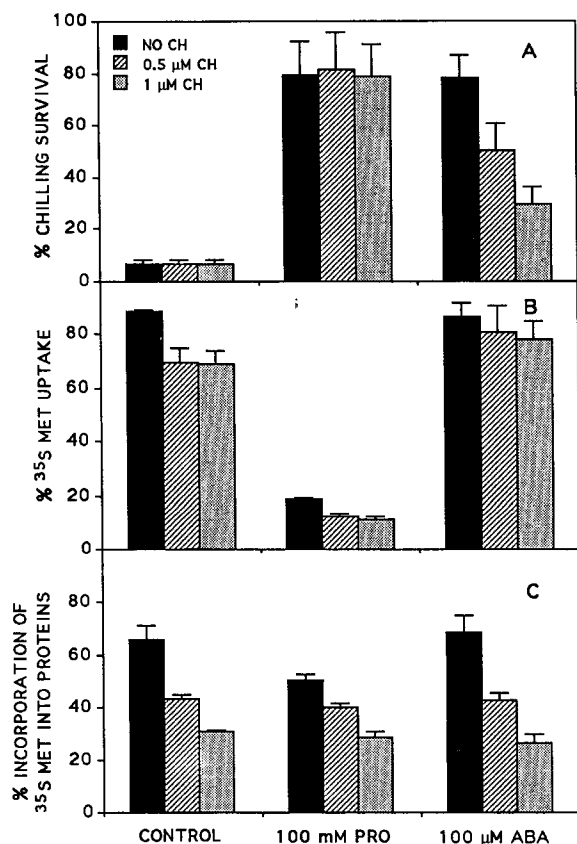 NO CH
0.5 µM CH
1 µM CH
A
% CHILLING SURVIVAL
100
80
60
40
20
0
B
% ³⁵S MET UPTAKE
80
60
40
20
0
C
% INCORPORATION OF
³⁵S MET INTO PROTEINS
80
60
40
20
0
CONTROL
100 mM PRO
100 µM ABA